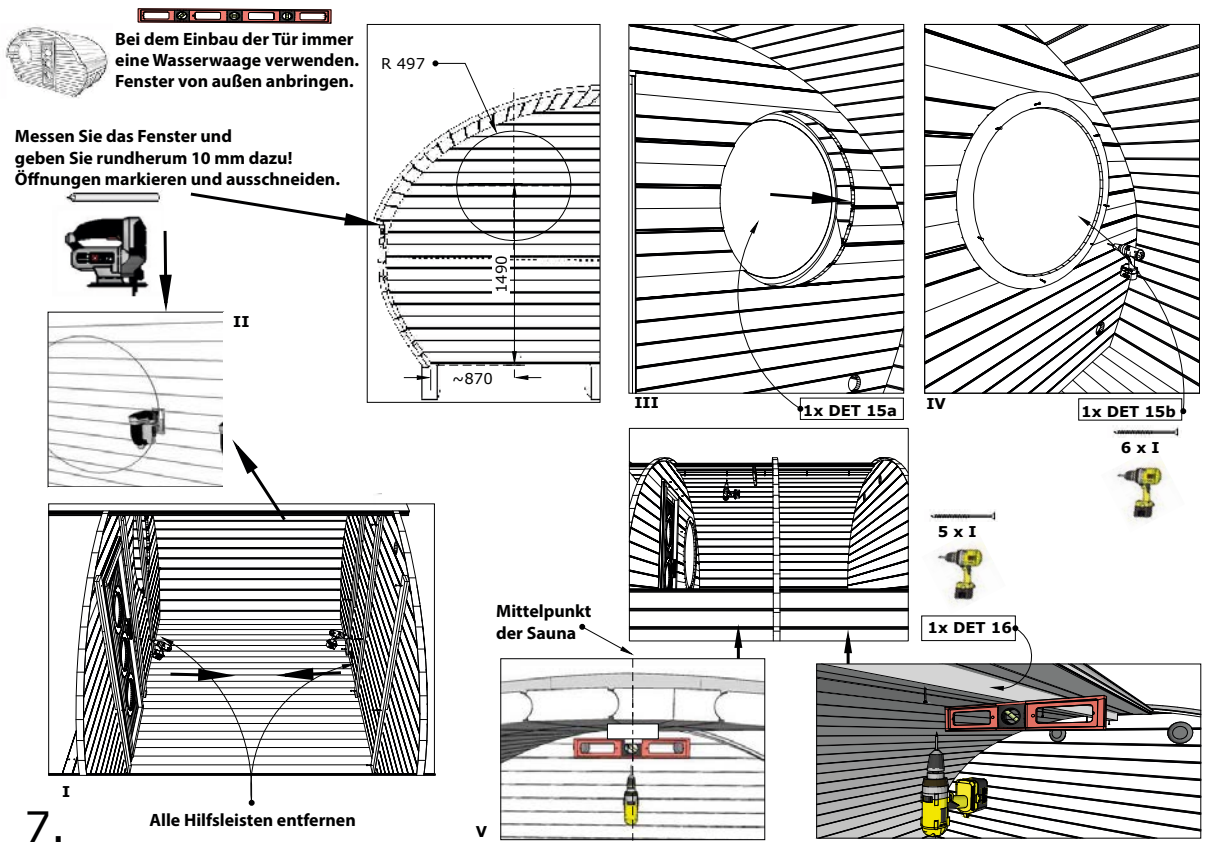 Bei dem Einbau der Tür immer
eine Wasserwaage verwenden.
Fenster von außen anbringen.
Messen Sie das Fenster und
geben Sie rundherum 10 mm dazu!
Öffnungen markieren und ausschneiden.
R 497
1490
~870
II
III
1x DET 15a
IV
1x DET 15b
6 x I
5 x I
1x DET 16
Mittelpunkt
der Sauna
I
Alle Hilfsleisten entfernen
V
7.